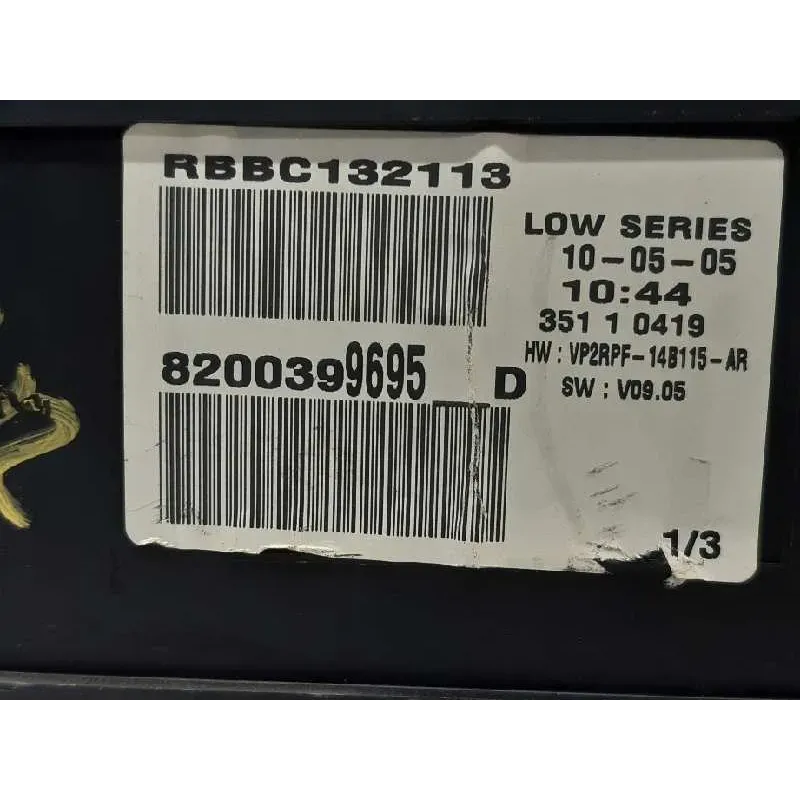 RBBC132113
LOW SERIES
10-05-05
10:44
351 1 0419
HW : VP2RPF-14B115-AR
SW : V09.05
8200399695__D
1/3